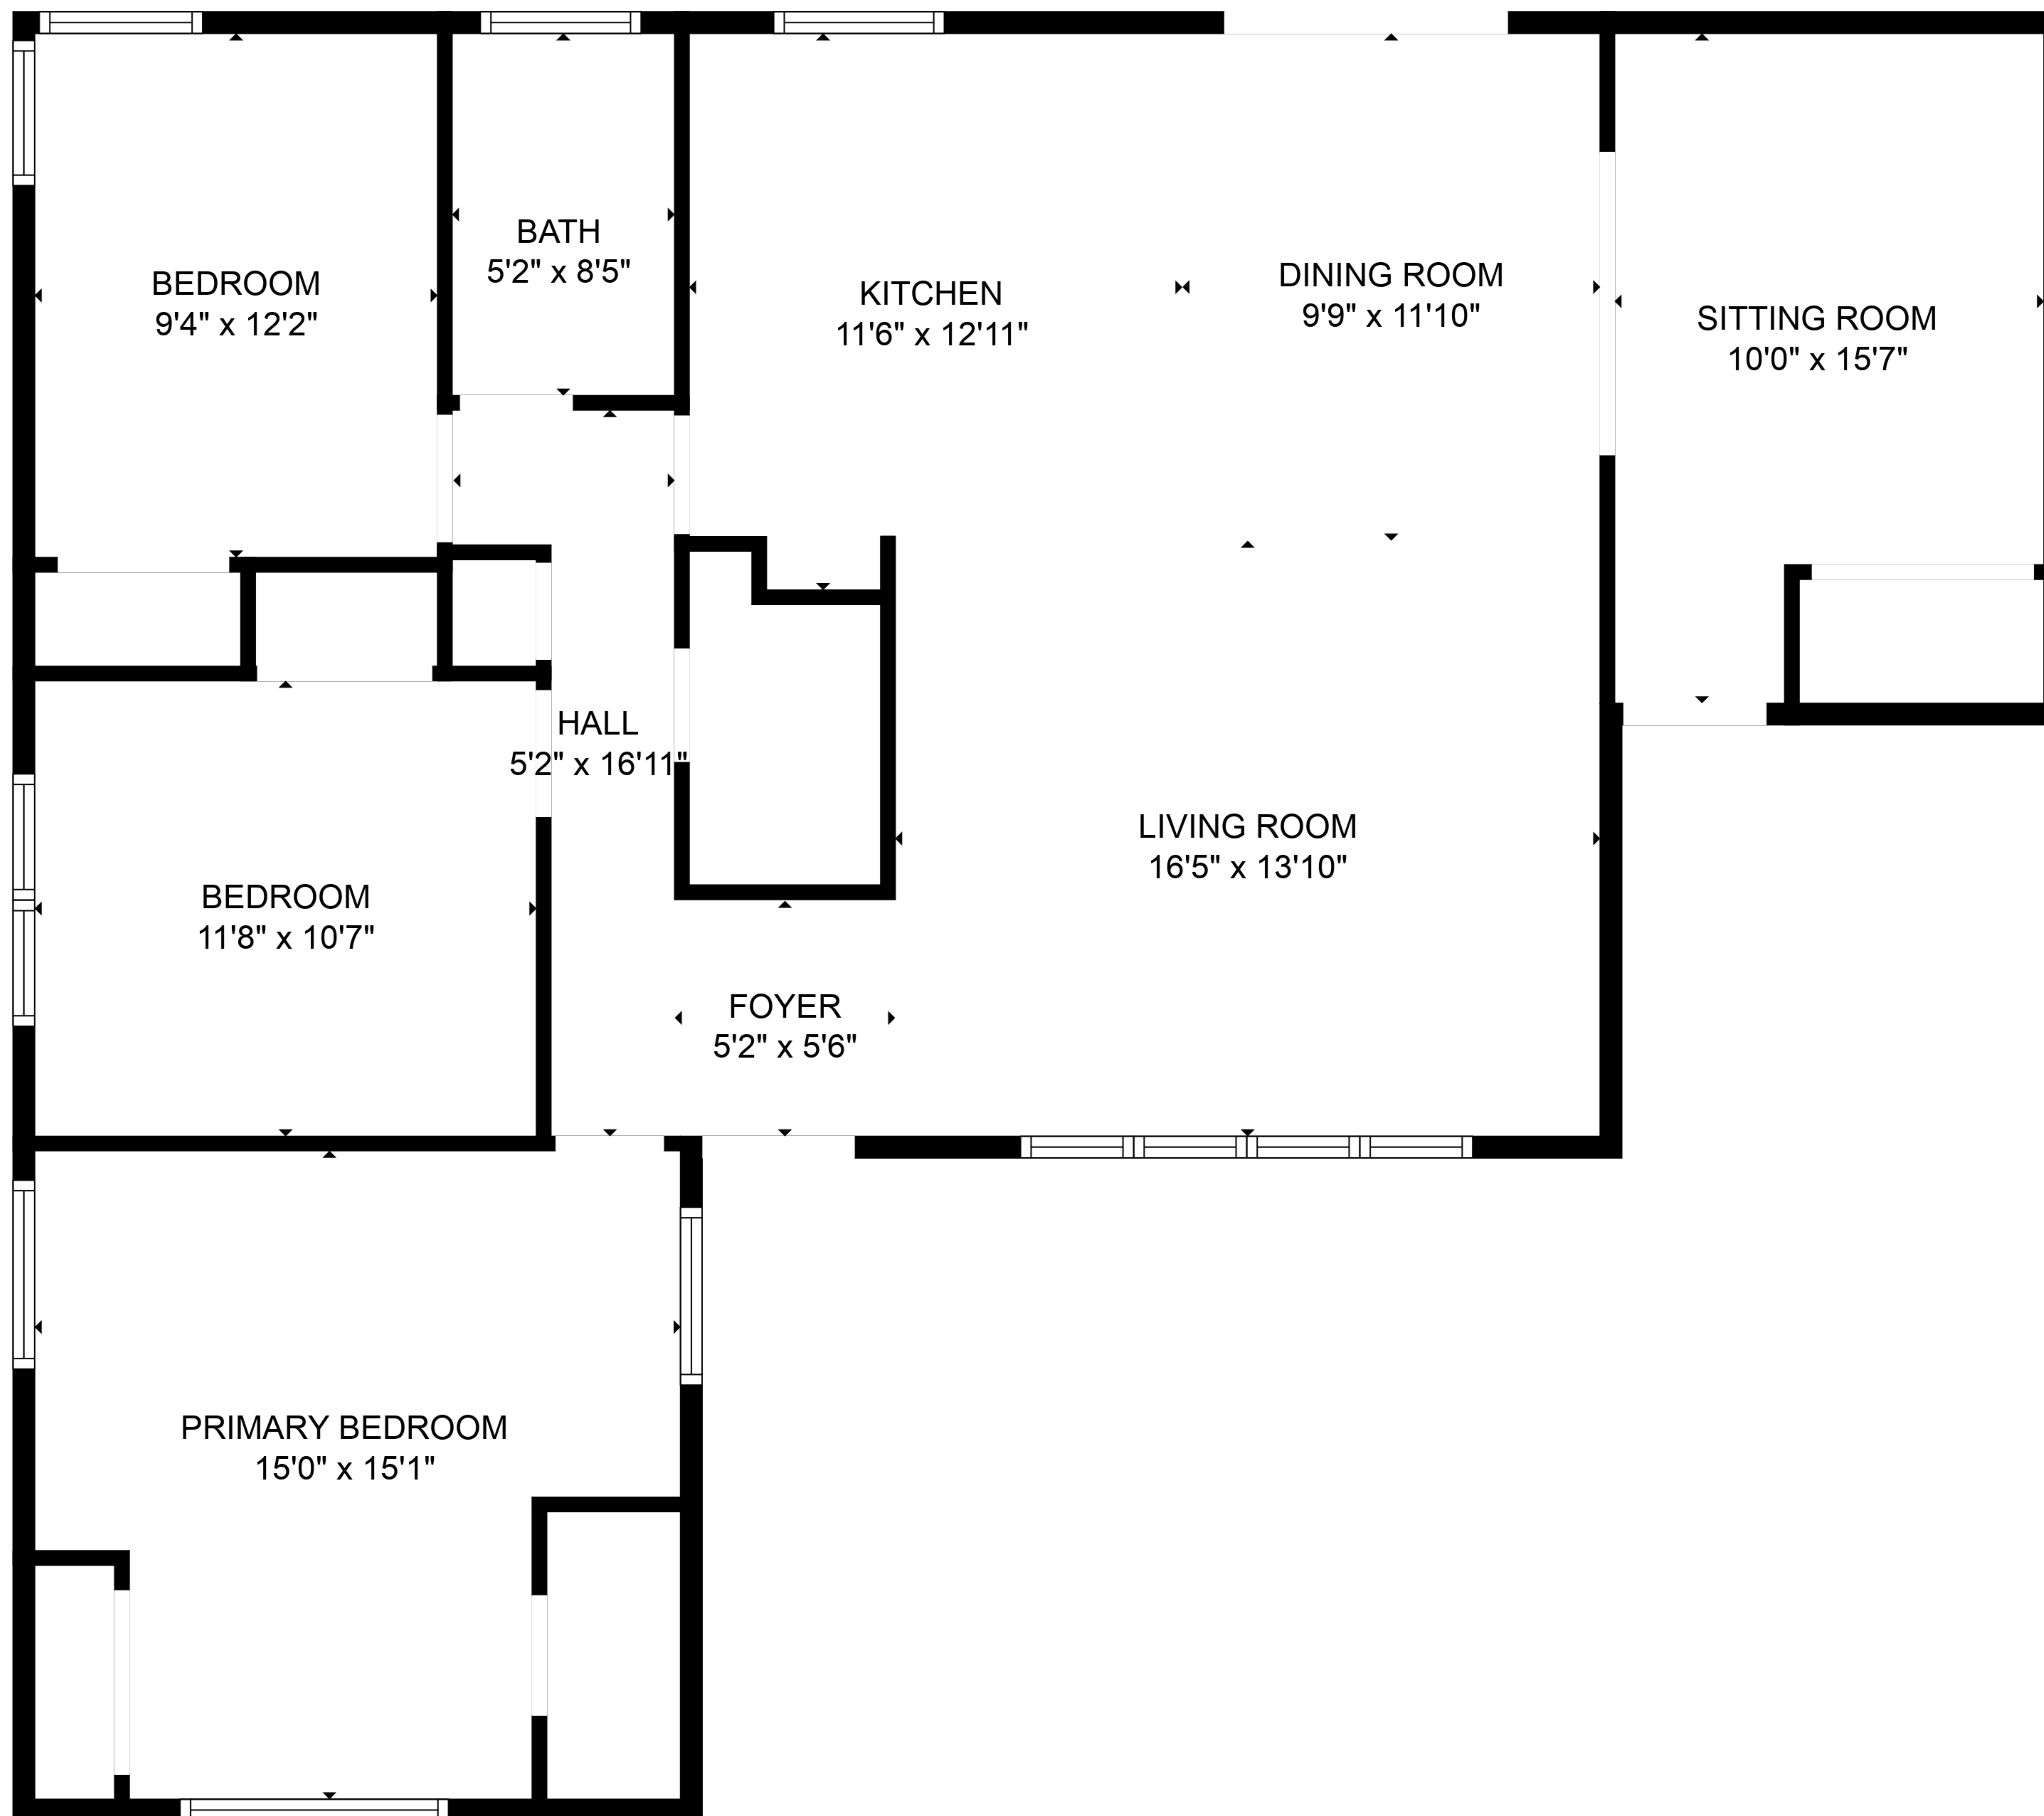 BATH
5'2" x 8'5"
BEDROOM
9'4" x 12'2"
KITCHEN
11'6" x 12'11"
DINING ROOM
9'9" x 11'10"
SITTING ROOM
10'0" x 15'7"
HALL
5'2" x 16'11"
LIVING ROOM
16'5" x 13'10"
BEDROOM
11'8" x 10'7"
FOYER
5'2" x 5'6"
PRIMARY BEDROOM
15'0" x 15'1"